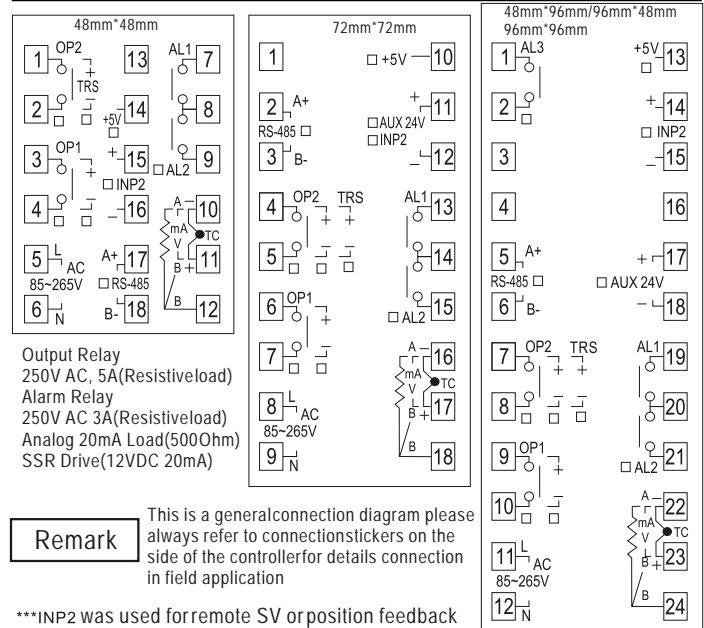 48mm*48mm
1 OP2 + 13 AL1 7
TRS
2 □ □ +5V □ 14 8
3 OP1 + + 15 □ AL2 9
□ INP2
4 □ □ − 16 A − 10
mA
V TC
5 L AC A+ 17 B + 11
85~265V □ RS-485
6 N B- 18 B 12
72mm*72mm
1 □ +5V 10
2 A+ + 11
RS-485 □ □ AUX 24V
□ INP2
3 B- − 12
4 OP2 TRS AL1 13
+ +
5 − − 14
□ □ □
6 OP1 + 15
□ AL2
7 − A − 16
□ □ mA
V TC
8 L AC B + 17
85~265V
9 N B 18
48mm*96mm/96mm*48mm
96mm*96mm
1 AL3 +5V □ 13
2 □ + 14
□ INP2
3 − 15
4 16
5 A+ + 17
RS-485 □ □ AUX 24V
6 B- − 18
7 OP2 TRS AL1 19
+ +
8 − − 20
□ □ □
9 OP1 + □ AL2 21
10 − A − 22
□ □ mA
V TC
11 L AC B + 23
85~265V
12 N B 24
Output Relay
250V AC, 5A(Resistiveload)
Alarm Relay
250V AC 3A(Resistiveload)
Analog 20mA Load(500Ohm)
SSR Drive(12VDC 20mA)
Remark
This is a generalconnection diagram please
always refer to connectionstickers on the
side of the controllerfor details connection
in field application
***INP2 was used forremote SV orposition feedback